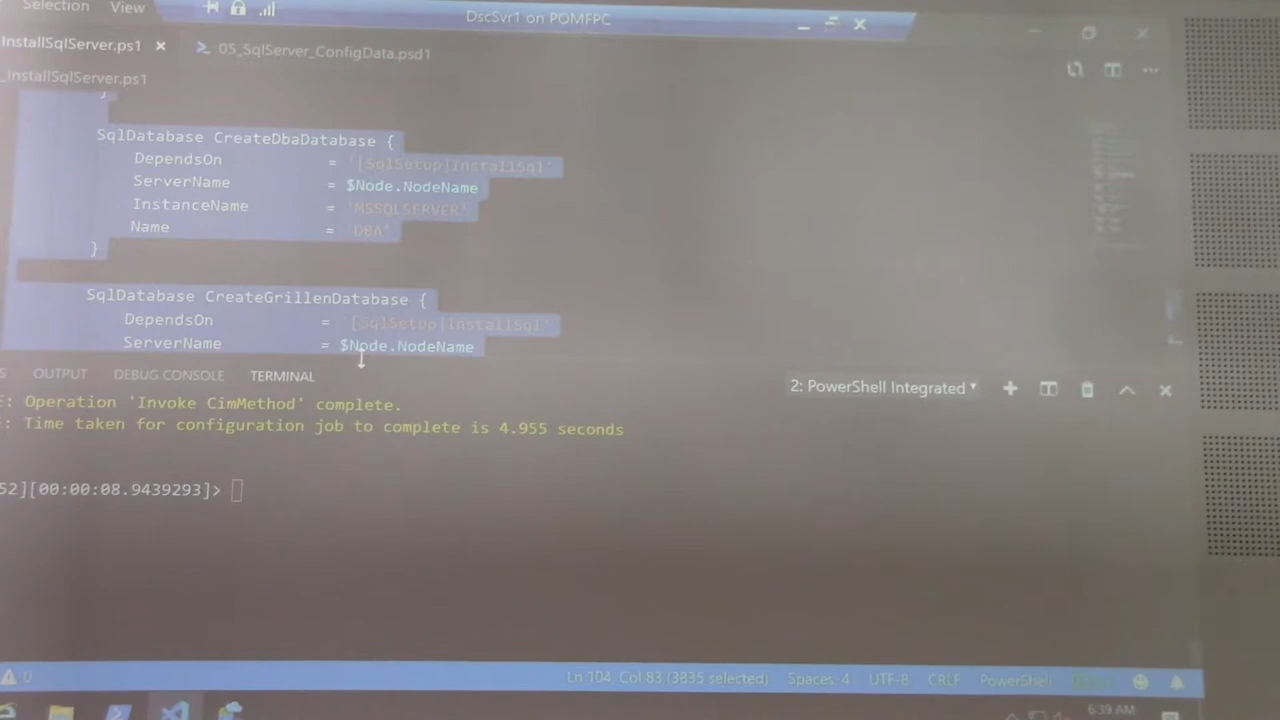 Selection View
DscSvr1 on POMFPC
InstallSqlServer.ps1
05_SqlServer_ConfigData.psd1
_InstallSqlServer.ps1
}
SqlDatabase CreateDbaDatabase {
DependsOn = '[SqlSetup]InstallSql'
ServerName = $Node.NodeName
InstanceName = 'MSSQLSERVER'
Name = 'DBA'
}
SqlDatabase CreateGrillenDatabase {
DependsOn = '[SqlSetup]InstallSql'
ServerName = $Node.NodeName
S OUTPUT DEBUG CONSOLE TERMINAL
2: PowerShell Integrated
E: Operation 'Invoke CimMethod' complete.
: Time taken for configuration job to complete is 4.955 seconds
52][00:00:08.9439293]>
0 Ln 104, Col 83 (3835 selected) Spaces: 4 UTF-8 CRLF PowerShell
6:39 AM